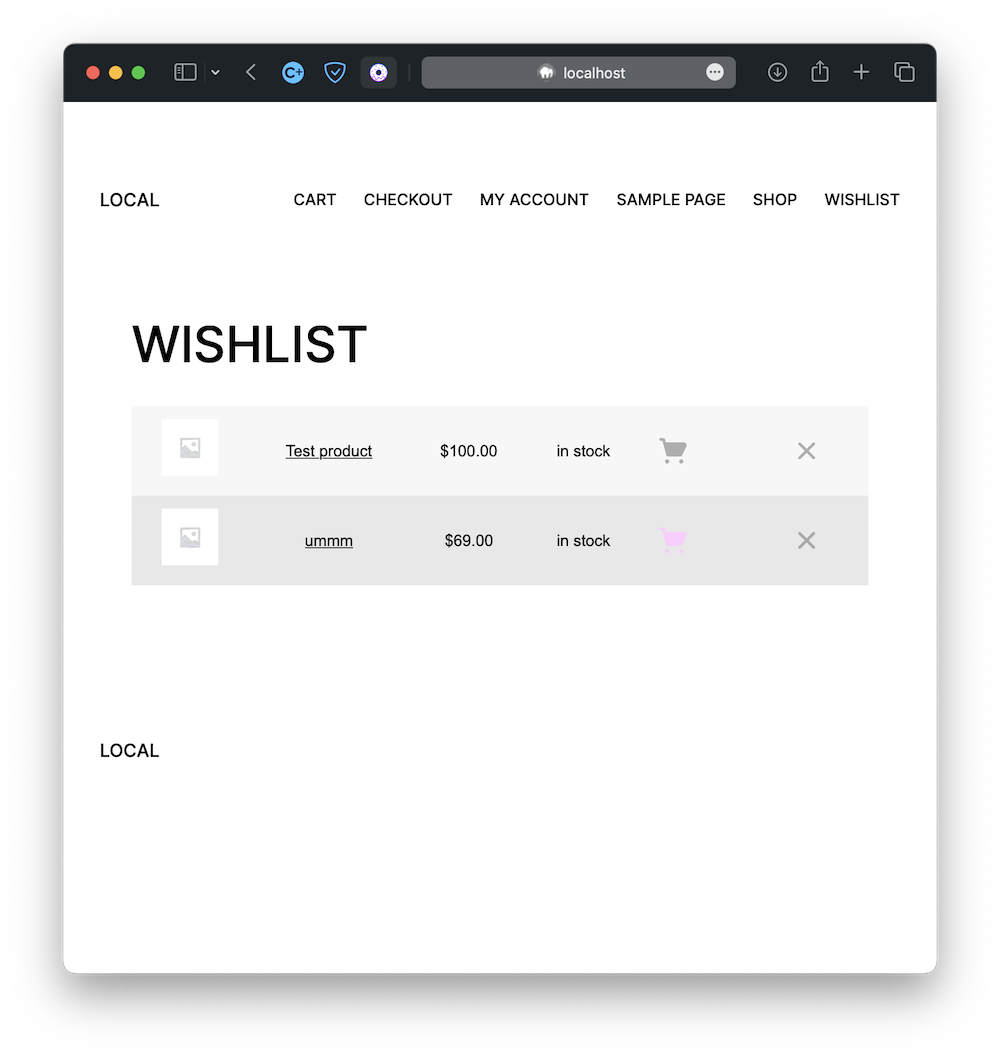 C+
localhost
LOCAL CART CHECKOUT MY ACCOUNT SAMPLE PAGE SHOP WISHLIST
WISHLIST
Test product $100.00 in stock
ummm $69.00 in stock
LOCAL